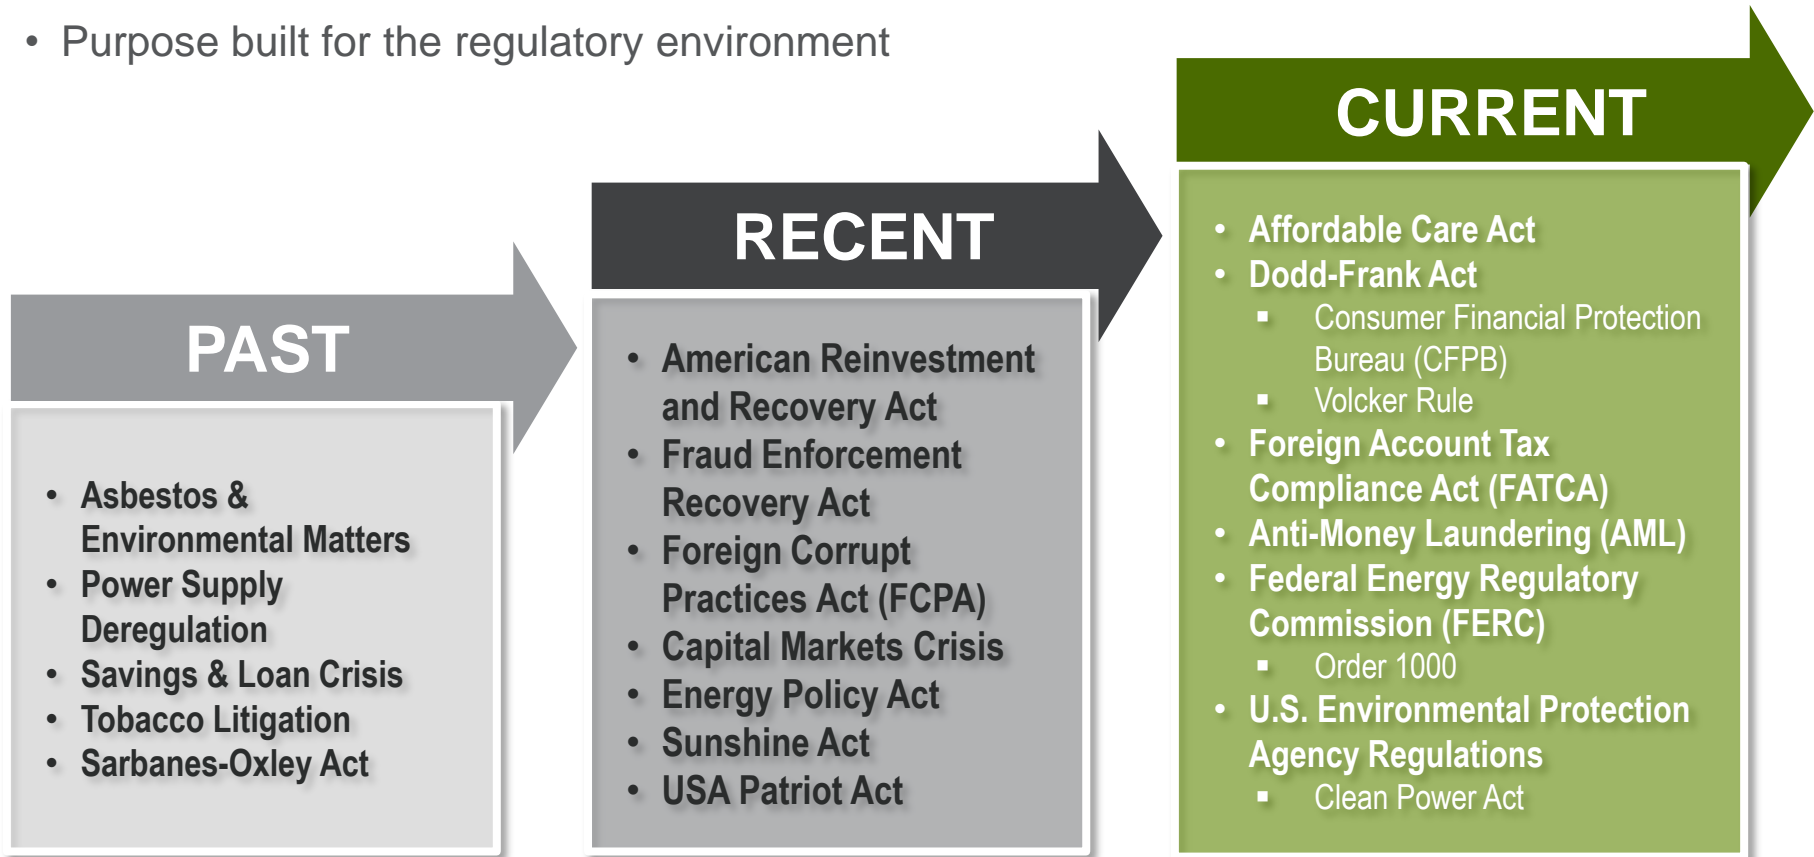 • Purpose built for the regulatory environment
PAST
• Asbestos &
Environmental Matters
• Power Supply
Deregulation
• Savings & Loan Crisis
• Tobacco Litigation
• Sarbanes-Oxley Act
RECENT
• American Reinvestment
and Recovery Act
• Fraud Enforcement
Recovery Act
• Foreign Corrupt
Practices Act (FCPA)
• Capital Markets Crisis
• Energy Policy Act
• Sunshine Act
• USA Patriot Act
CURRENT
• Affordable Care Act
• Dodd-Frank Act
▪ Consumer Financial Protection
Bureau (CFPB)
▪ Volcker Rule
• Foreign Account Tax
Compliance Act (FATCA)
• Anti-Money Laundering (AML)
• Federal Energy Regulatory
Commission (FERC)
▪ Order 1000
• U.S. Environmental Protection
Agency Regulations
▪ Clean Power Act